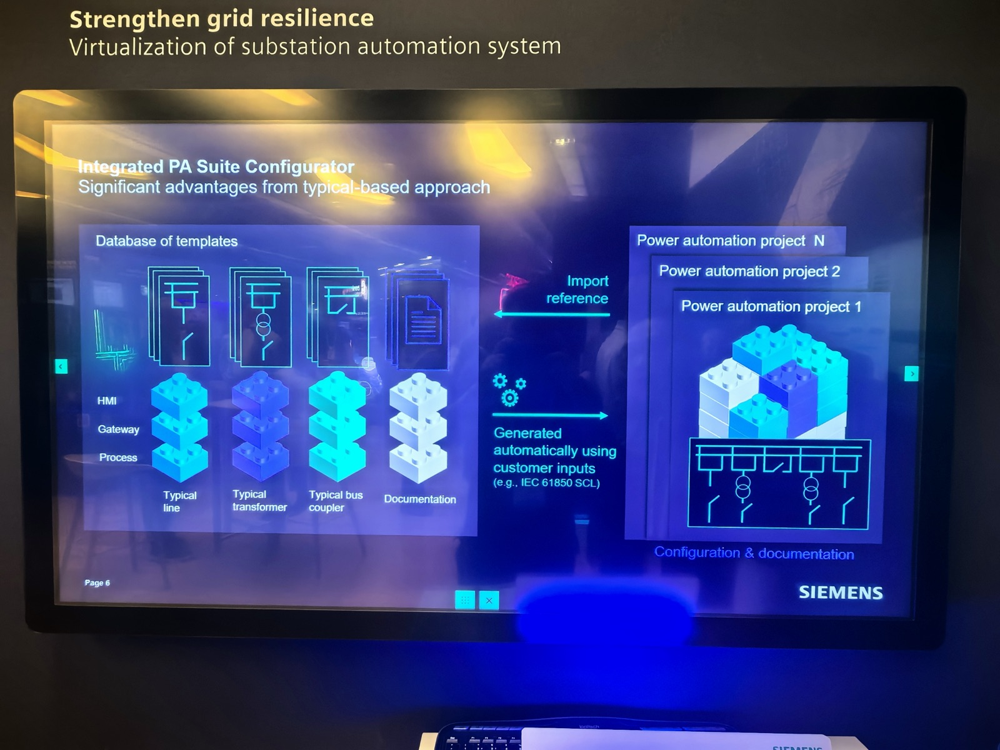 Strengthen grid resilience
Virtualization of substation automation system
Integrated PA Suite Configurator
Significant advantages from typical-based approach
Database of templates
HMI
Gateway
Process
Typical
line
Typical
transformer
Typical bus
coupler
Documentation
Import
reference
Generated
automatically using
customer inputs
(e.g., IEC 61850 SCL)
Power automation project N
Power automation project 2
Power automation project 1
Configuration & documentation
Page 6
SIEMENS
SIEMENS